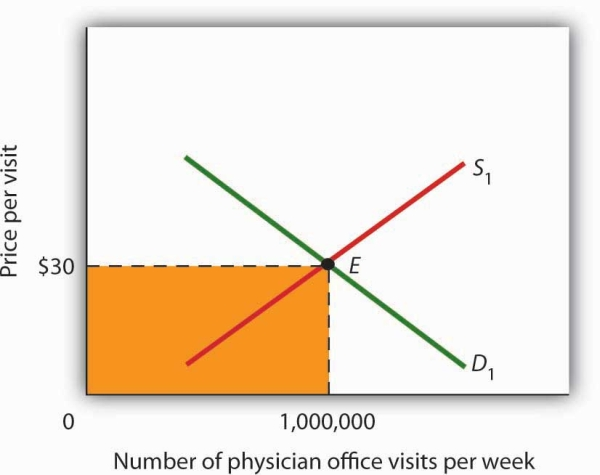 Price per visit
S1
$30
E
D1
0
1,000,000
Number of physician office visits per week